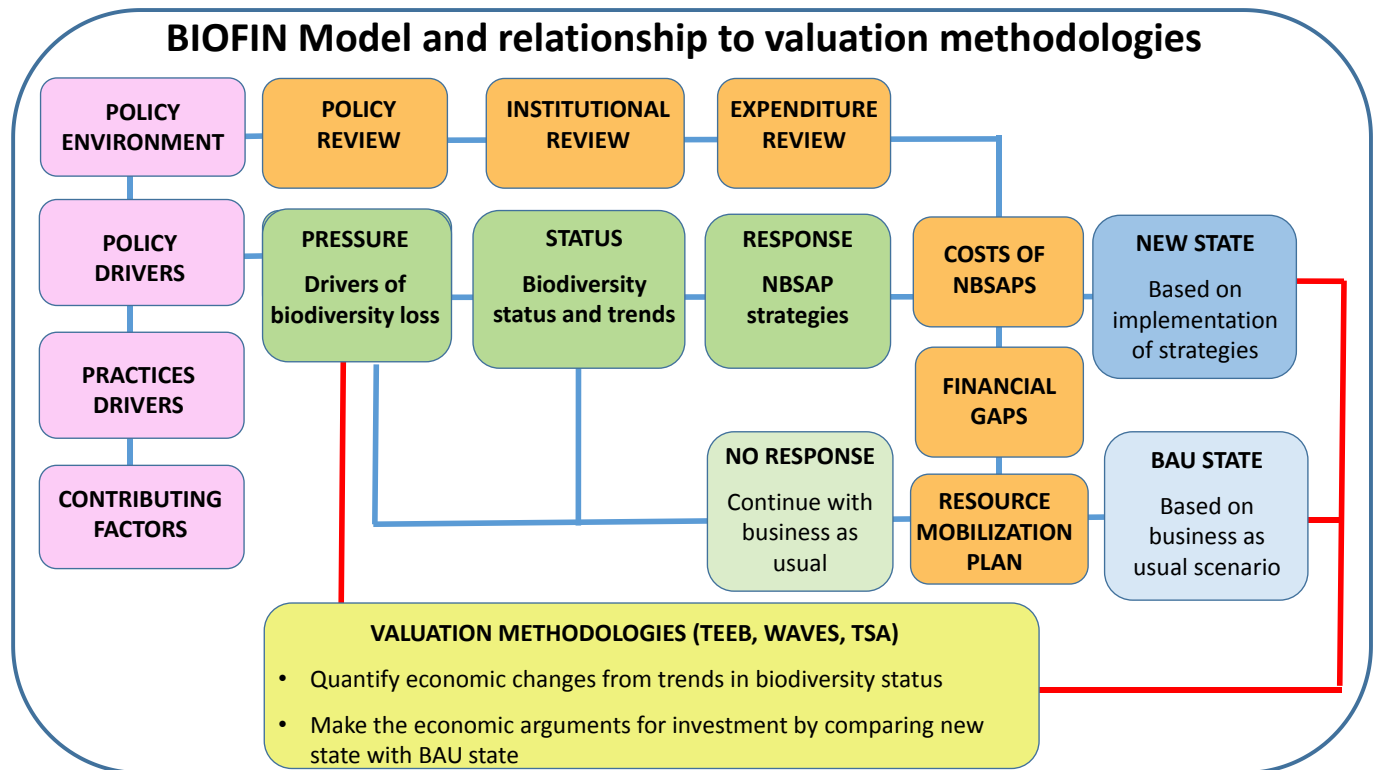 BIOFIN Model and relationship to valuation methodologies
POLICY
ENVIRONMENT
POLICY
REVIEW
INSTITUTIONAL
REVIEW
EXPENDITURE
REVIEW
POLICY
DRIVERS
PRESSURE
Drivers of
biodiversity loss
STATUS
Biodiversity
status and trends
RESPONSE
NBSAP
strategies
COSTS OF
NBSAPS
NEW STATE
Based on
implementation
of strategies
PRACTICES
DRIVERS
FINANCIAL
GAPS
CONTRIBUTING
FACTORS
NO RESPONSE
Continue with
business as
usual
RESOURCE
MOBILIZATION
PLAN
BAU STATE
Based on
business as
usual scenario
VALUATION METHODOLOGIES (TEEB, WAVES, TSA)
• Quantify economic changes from trends in biodiversity status
• Make the economic arguments for investment by comparing new
state with BAU state